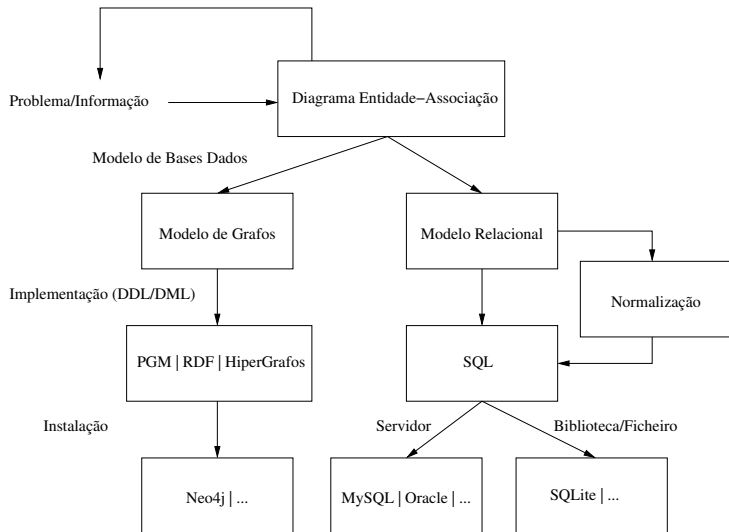 Diagrama Entidade−Associação
Problema/Informação
Modelo de Bases Dados
Modelo de Grafos
Modelo Relacional
Normalização
Implementação (DDL/DML)
PGM | RDF | HiperGrafos
SQL
Instalação
Servidor
Biblioteca/Ficheiro
Neo4j | ...
MySQL | Oracle | ...
SQLite | ...